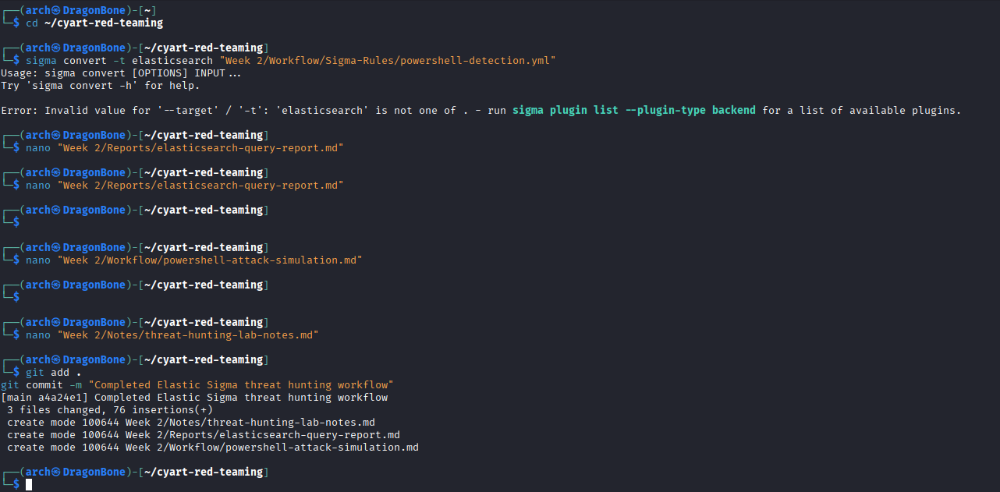 ┌──(arch㉿DragonBone)-[~]
└─$ cd ~/cyart-red-teaming
┌──(arch㉿DragonBone)-[~/cyart-red-teaming]
└─$ sigma convert -t elasticsearch "Week 2/Workflow/Sigma-Rules/powershell-detection.yml"
Usage: sigma convert [OPTIONS] INPUT...
Try 'sigma convert -h' for help.
Error: Invalid value for '--target' / '-t': 'elasticsearch' is not one of . - run sigma plugin list --plugin-type backend for a list of available plugins.
┌──(arch㉿DragonBone)-[~/cyart-red-teaming]
└─$ nano "Week 2/Reports/elasticsearch-query-report.md"
┌──(arch㉿DragonBone)-[~/cyart-red-teaming]
└─$ nano "Week 2/Reports/elasticsearch-query-report.md"
┌──(arch㉿DragonBone)-[~/cyart-red-teaming]
└─$
┌──(arch㉿DragonBone)-[~/cyart-red-teaming]
└─$ nano "Week 2/Workflow/powershell-attack-simulation.md"
┌──(arch㉿DragonBone)-[~/cyart-red-teaming]
└─$
┌──(arch㉿DragonBone)-[~/cyart-red-teaming]
└─$ nano "Week 2/Notes/threat-hunting-lab-notes.md"
┌──(arch㉿DragonBone)-[~/cyart-red-teaming]
└─$ git add .
git commit -m "Completed Elastic Sigma threat hunting workflow"
[main a4a24e1] Completed Elastic Sigma threat hunting workflow
 3 files changed, 76 insertions(+)
 create mode 100644 Week 2/Notes/threat-hunting-lab-notes.md
 create mode 100644 Week 2/Reports/elasticsearch-query-report.md
 create mode 100644 Week 2/Workflow/powershell-attack-simulation.md
┌──(arch㉿DragonBone)-[~/cyart-red-teaming]
└─$